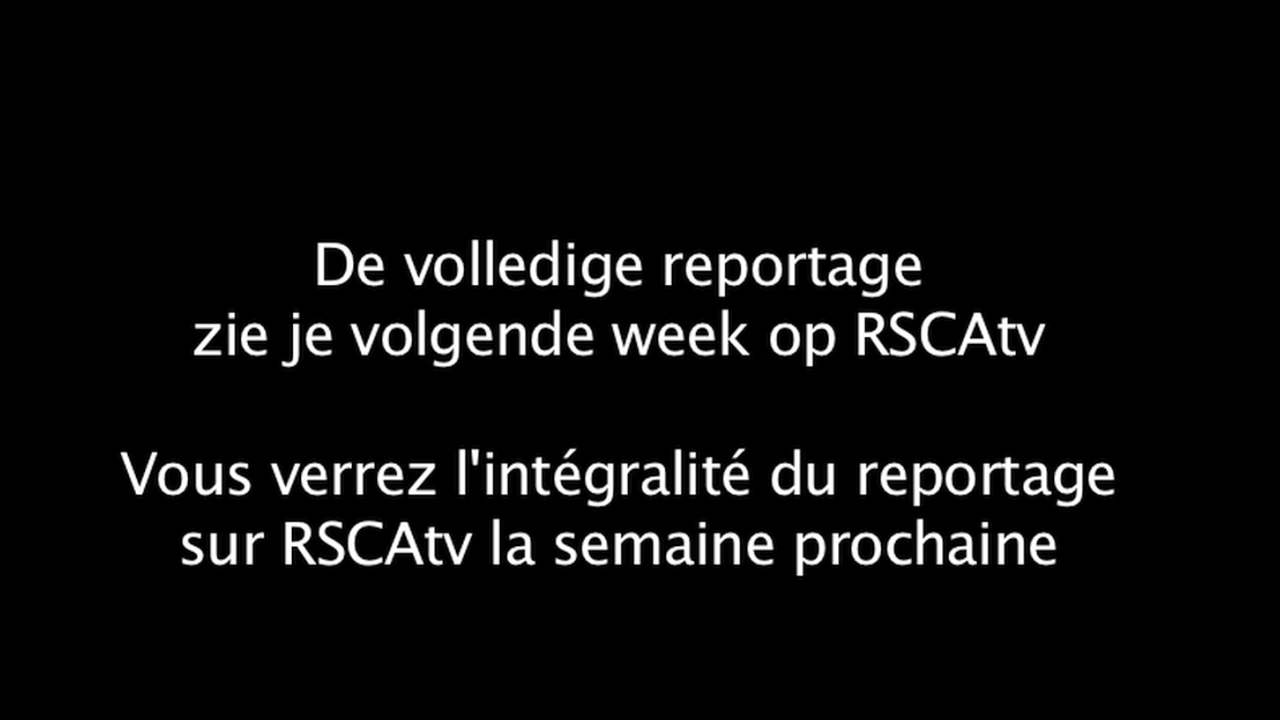 De volledige reportage
zie je volgende week op RSCAtv
Vous verrez l'intégralité du reportage
sur RSCAtv la semaine prochaine